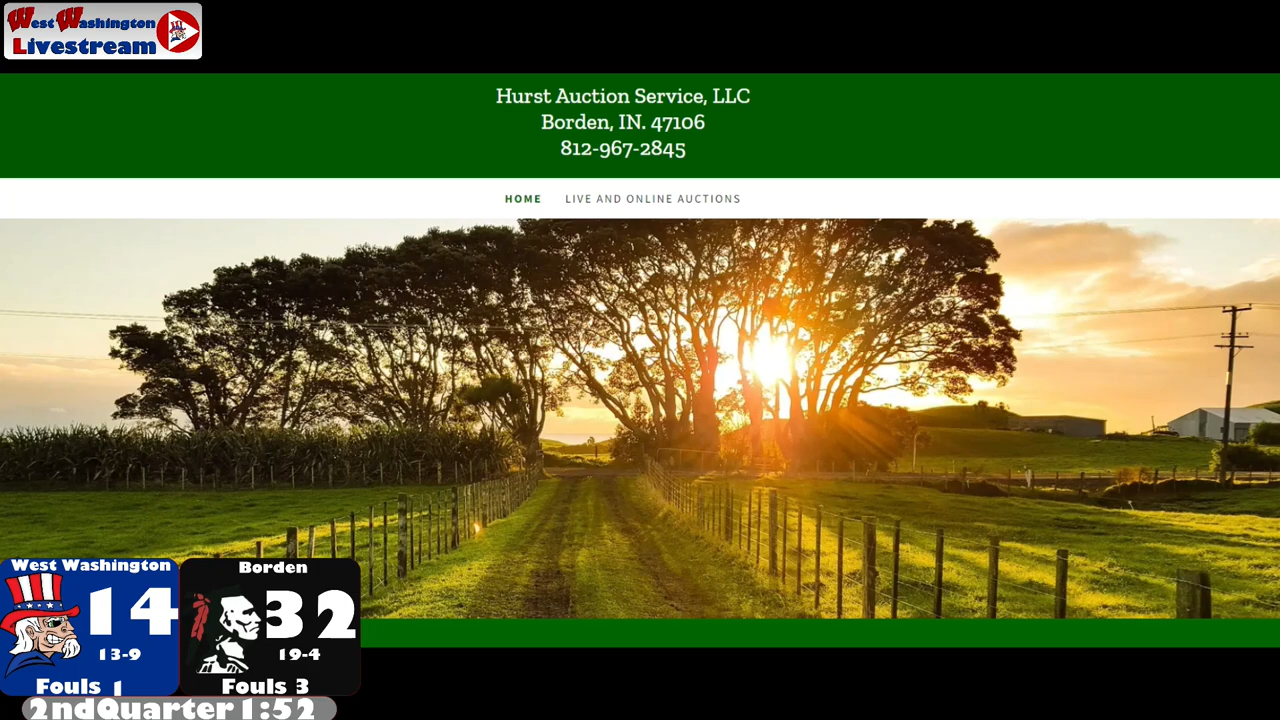 West Washington
Livestream
Hurst Auction Service, LLC
Borden, IN. 47106
812-967-2845
HOME LIVE AND ONLINE AUCTIONS
West Washington
14
13-9
Fouls 1
Borden
32
19-4
Fouls 3
2ndQuarter 1:52